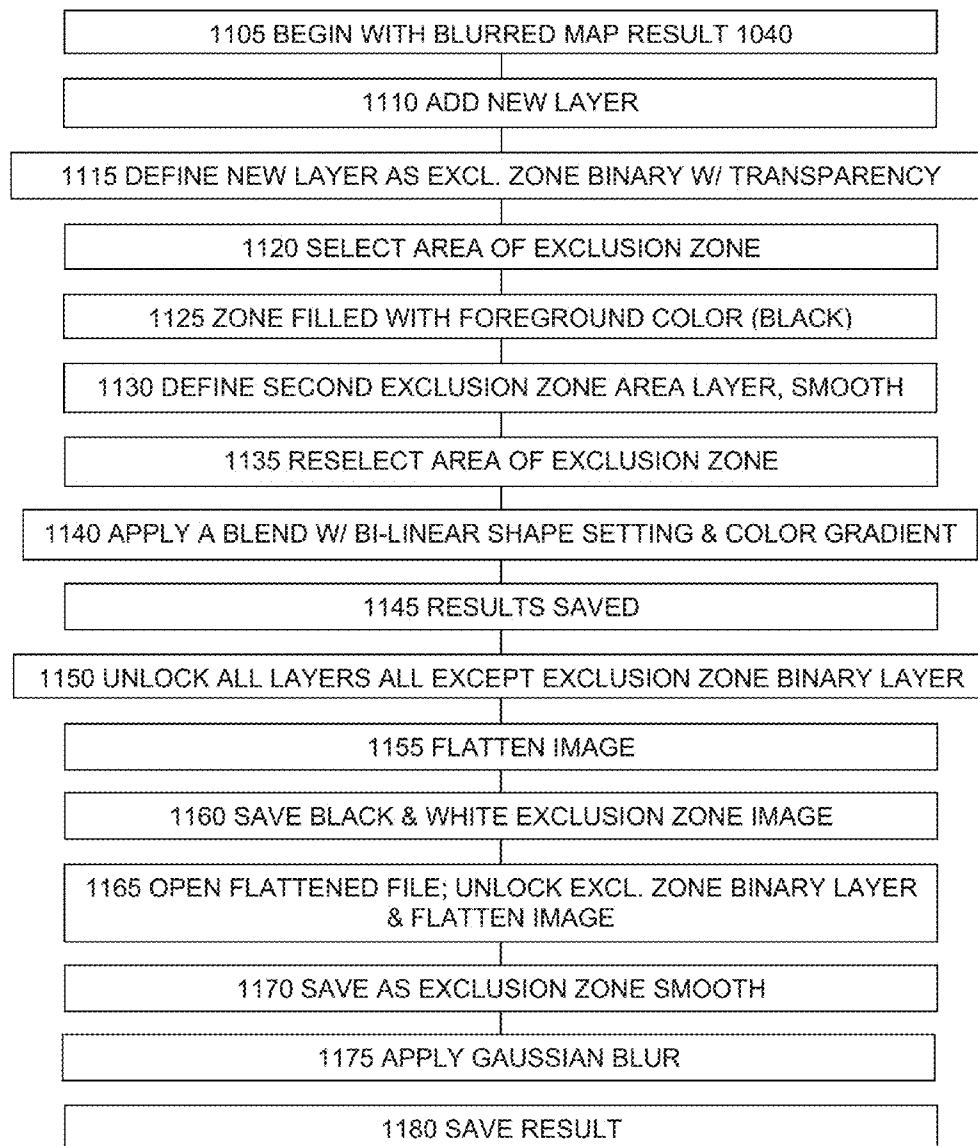 1105 BEGIN WITH BLURRED MAP RESULT 1040
1110 ADD NEW LAYER
1115 DEFINE NEW LAYER AS EXCL. ZONE BINARY W/ TRANSPARENCY
1120 SELECT AREA OF EXCLUSION ZONE
1125 ZONE FILLED WITH FOREGROUND COLOR (BLACK)
1130 DEFINE SECOND EXCLUSION ZONE AREA LAYER, SMOOTH
1135 RESELECT AREA OF EXCLUSION ZONE
1140 APPLY A BLEND W/ BI-LINEAR SHAPE SETTING & COLOR GRADIENT
1145 RESULTS SAVED
1150 UNLOCK ALL LAYERS ALL EXCEPT EXCLUSION ZONE BINARY LAYER
1155 FLATTEN IMAGE
1160 SAVE BLACK & WHITE EXCLUSION ZONE IMAGE
1165 OPEN FLATTENED FILE; UNLOCK EXCL. ZONE BINARY LAYER
& FLATTEN IMAGE
1170 SAVE AS EXCLUSION ZONE SMOOTH
1175 APPLY GAUSSIAN BLUR
1180 SAVE RESULT